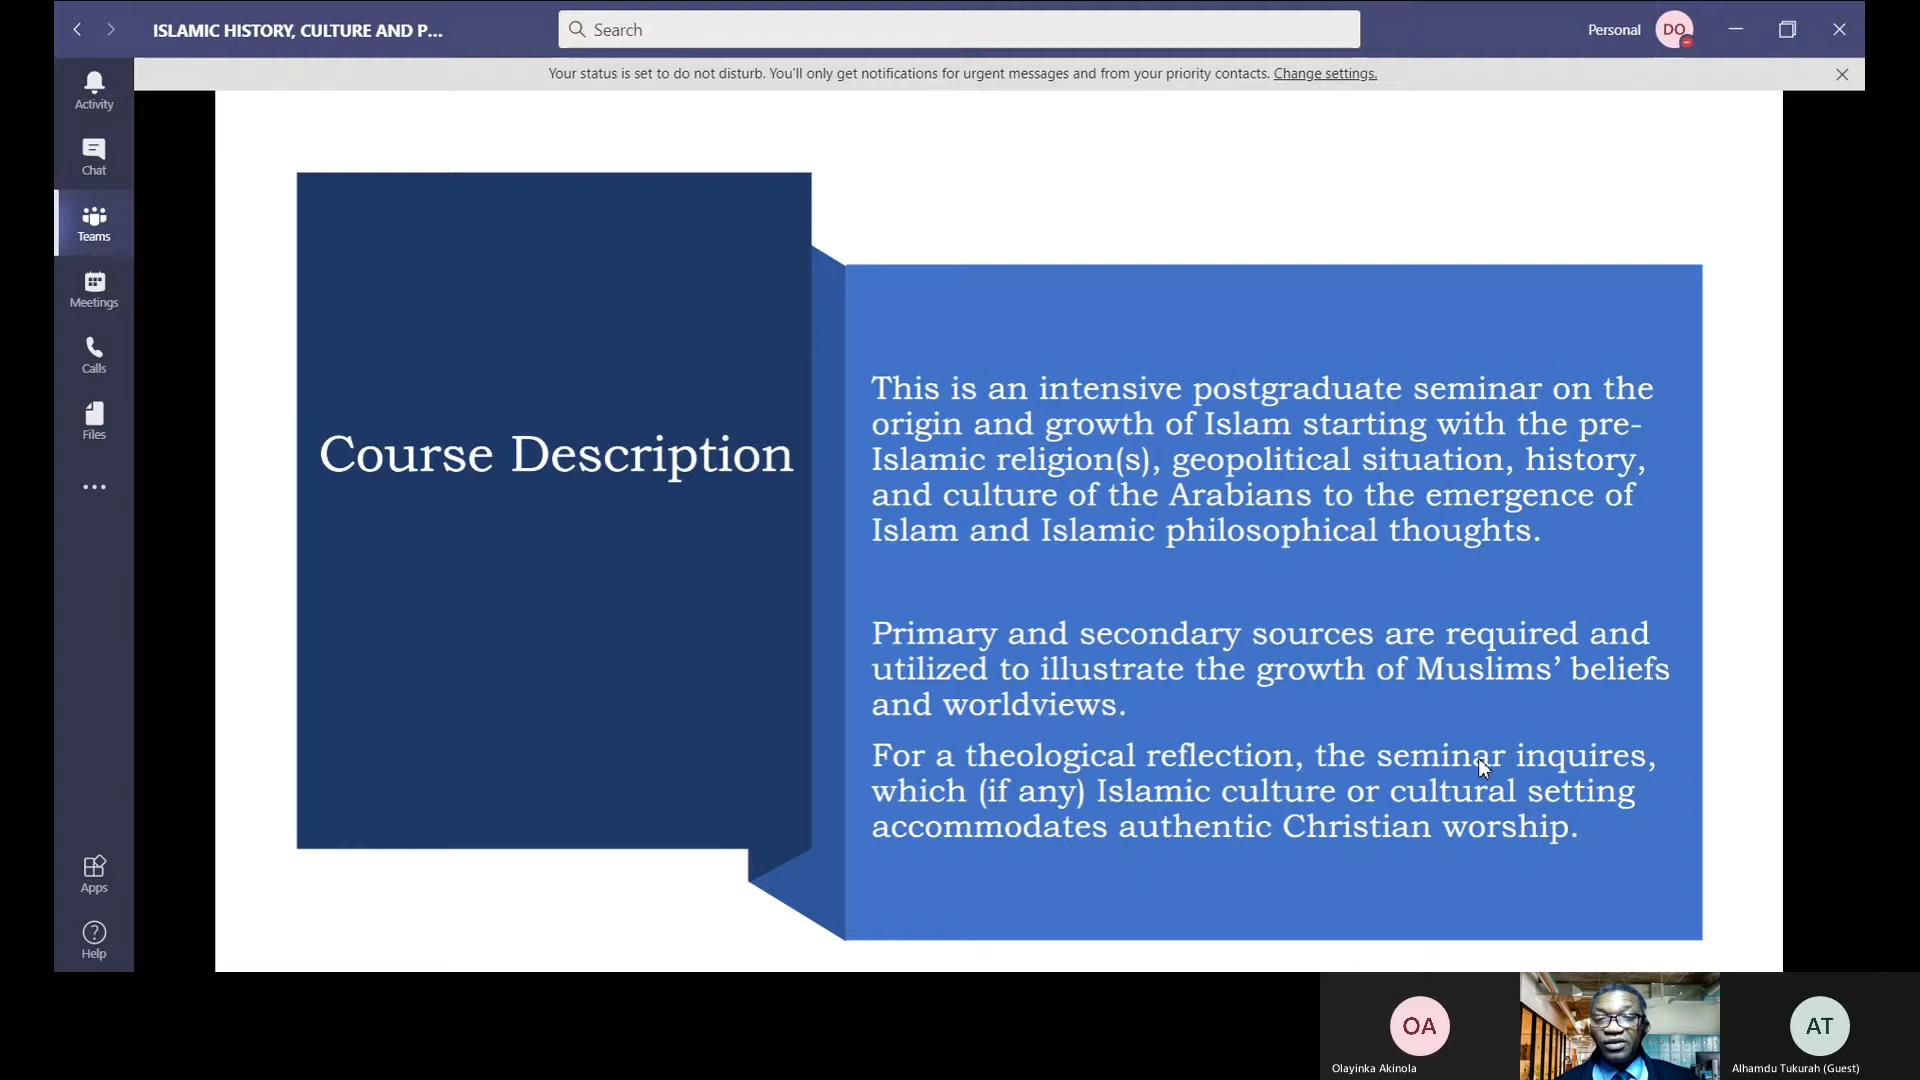 ISLAMIC HISTORY, CULTURE AND P...
Search
Personal
DO
Your status is set to do not disturb. You'll only get notifications for urgent messages and from your priority contacts. Change settings.
Activity
Chat
Teams
Meetings
Calls
Files
Apps
Help
Course Description
This is an intensive postgraduate seminar on the
origin and growth of Islam starting with the pre-
Islamic religion(s), geopolitical situation, history,
and culture of the Arabians to the emergence of
Islam and Islamic philosophical thoughts.
Primary and secondary sources are required and
utilized to illustrate the growth of Muslims’ beliefs
and worldviews.
For a theological reflection, the seminar inquires,
which (if any) Islamic culture or cultural setting
accommodates authentic Christian worship.
OA
Olayinka Akinola
AT
Alhamdu Tukurah (Guest)